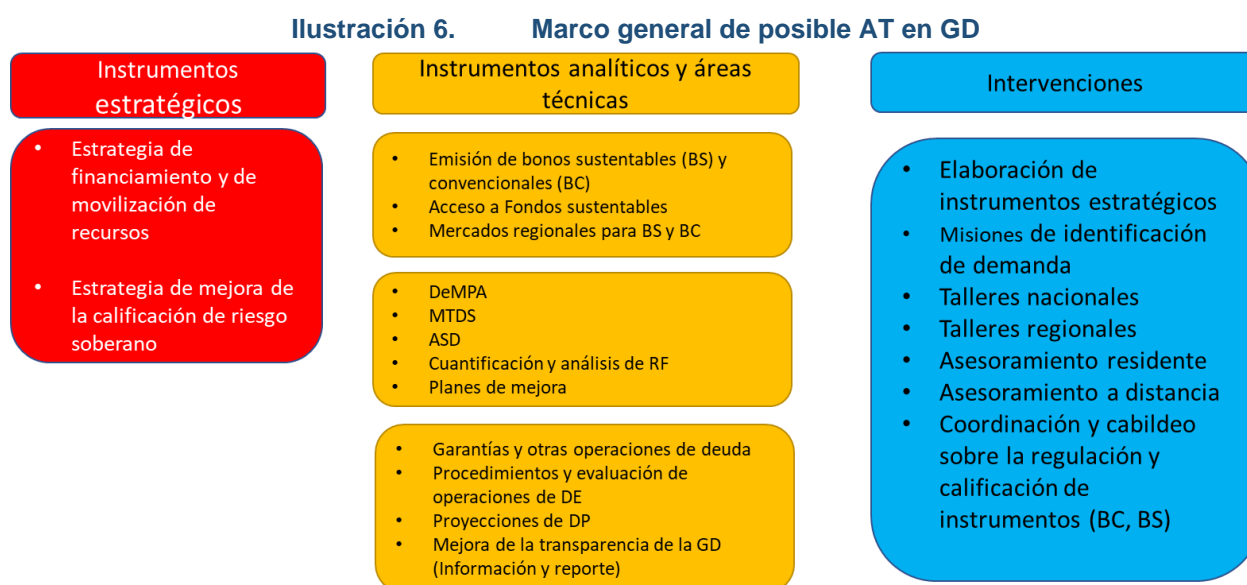 Ilustración 6. Marco general de posible AT en GD
Instrumentos
estratégicos
• Estrategia de
financiamiento y de
movilización de
recursos
• Estrategia de mejora de
la calificación de riesgo
soberano
Instrumentos analíticos y áreas
técnicas
• Emisión de bonos sustentables (BS) y
convencionales (BC)
• Acceso a Fondos sustentables
• Mercados regionales para BS y BC
• DeMPA
• MTDS
• ASD
• Cuantificación y análisis de RF
• Planes de mejora
• Garantías y otras operaciones de deuda
• Procedimientos y evaluación de
operaciones de DE
• Proyecciones de DP
• Mejora de la transparencia de la GD
(Información y reporte)
Intervenciones
• Elaboración de
instrumentos estratégicos
• Misiones de identificación
de demanda
• Talleres nacionales
• Talleres regionales
• Asesoramiento residente
• Asesoramiento a distancia
• Coordinación y cabildeo
sobre la regulación y
calificación de
instrumentos (BC, BS)